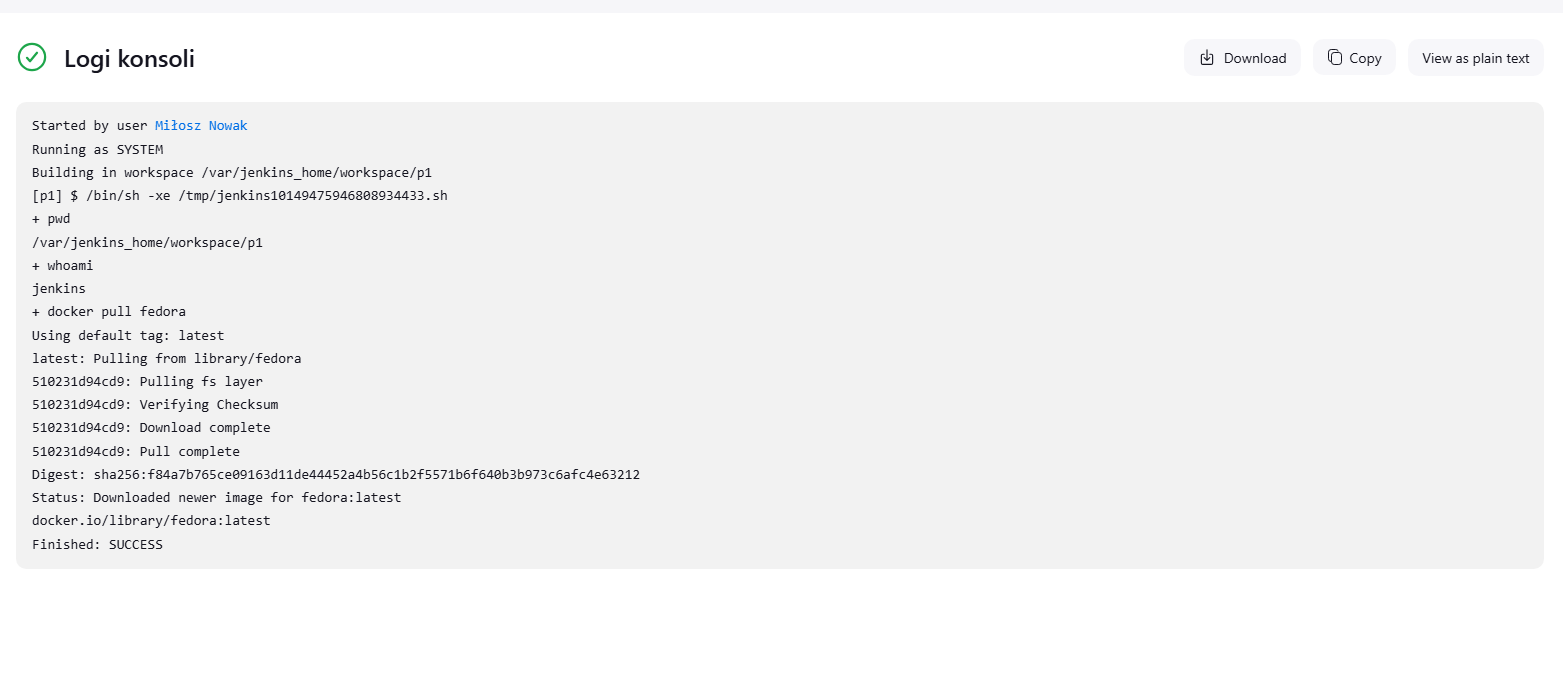 Logi konsoli
Download
Copy
View as plain text
Started by user Miłosz Nowak
Running as SYSTEM
Building in workspace /var/jenkins_home/workspace/p1
[p1] $ /bin/sh -xe /tmp/jenkins10149475946808934433.sh
+ pwd
/var/jenkins_home/workspace/p1
+ whoami
jenkins
+ docker pull fedora
Using default tag: latest
latest: Pulling from library/fedora
510231d94cd9: Pulling fs layer
510231d94cd9: Verifying Checksum
510231d94cd9: Download complete
510231d94cd9: Pull complete
Digest: sha256:f84a7b765ce09163d11de44452a4b56c1b2f5571b6f640b3b973c6afc4e63212
Status: Downloaded newer image for fedora:latest
docker.io/library/fedora:latest
Finished: SUCCESS